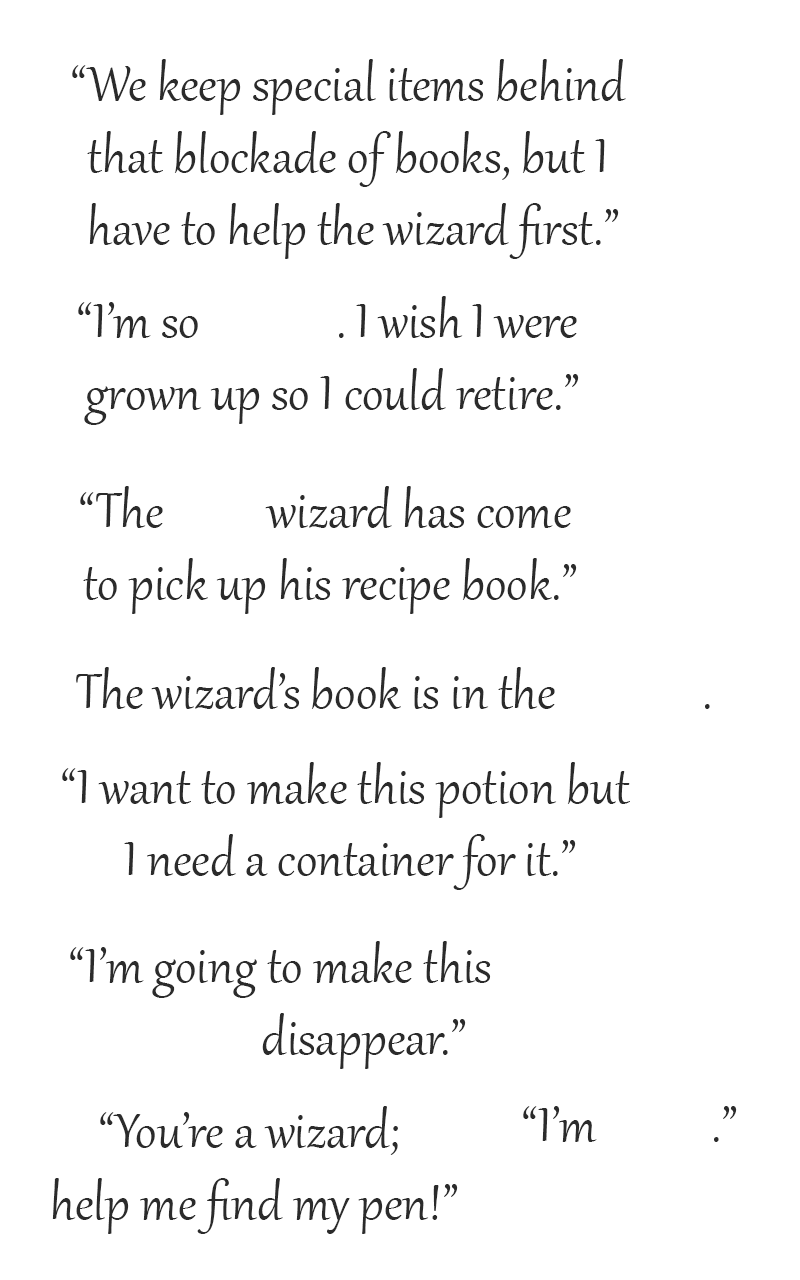 “We keep special items behind
that blockade of books, but I
have to help the wizard first.”
“I’m so . I wish I were
grown up so I could retire.”
“The wizard has come
to pick up his recipe book.”
The wizard’s book is in the .
“I want to make this potion but
I need a container for it.”
“I’m going to make this
disappear.”
“You’re a wizard;
help me find my pen!”
“I’m .”